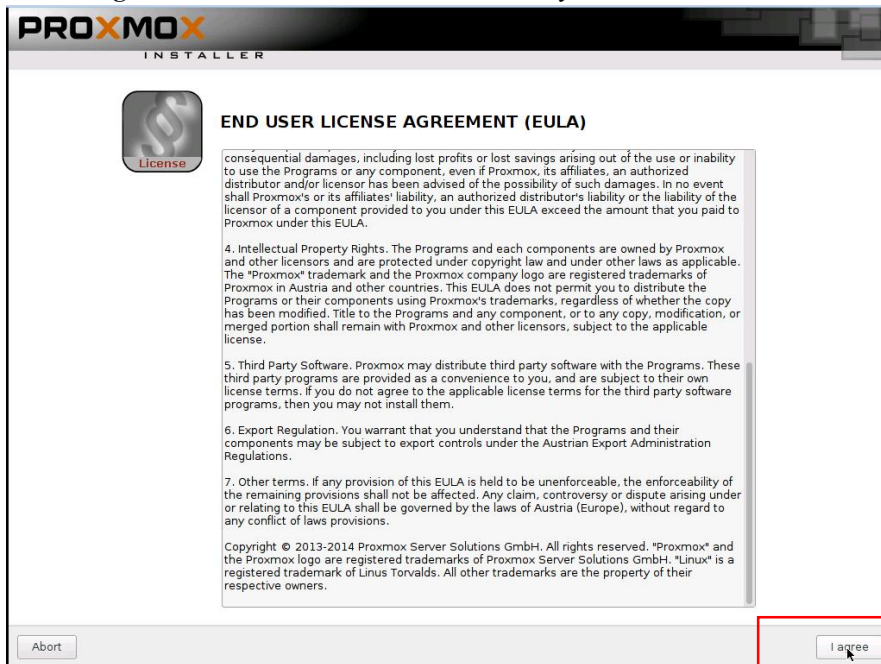 PROXMOX
INSTALLER
License
END USER LICENSE AGREEMENT (EULA)
consequential damages, including lost profits or lost savings arising out of the use or inability
to use the Programs or any component, even if Proxmox, its affiliates, an authorized
distributor and/or licensor has been advised of the possibility of such damages. In no event
shall Proxmox's or its affiliates' liability, an authorized distributor's liability or the liability of the
licensor of a component provided to you under this EULA exceed the amount that you paid to
Proxmox under this EULA.
4. Intellectual Property Rights. The Programs and each components are owned by Proxmox
and other licensors and are protected under copyright law and under other laws as applicable.
The "Proxmox" trademark and the Proxmox company logo are registered trademarks of
Proxmox in Austria and other countries. This EULA does not permit you to distribute the
Programs or their components using Proxmox's trademarks, regardless of whether the copy
has been modified. Title to the Programs and any component, or to any copy, modification, or
merged portion shall remain with Proxmox and other licensors, subject to the applicable
license.
5. Third Party Software. Proxmox may distribute third party software with the Programs. These
third party programs are provided as a convenience to you, and are subject to their own
license terms. If you do not agree to the applicable license terms for the third party software
programs, then you may not install them.
6. Export Regulation. You warrant that you understand that the Programs and their
components may be subject to export controls under the Austrian Export Administration
Regulations.
7. Other terms. If any provision of this EULA is held to be unenforceable, the enforceability of
the remaining provisions shall not be affected. Any claim, controversy or dispute arising under
or relating to this EULA shall be governed by the laws of Austria (Europe), without regard to
any conflict of laws provisions.
Copyright © 2013-2014 Proxmox Server Solutions GmbH. All rights reserved. "Proxmox" and
the Proxmox logo are registered trademarks of Proxmox Server Solutions GmbH. "Linux" is a
registered trademark of Linus Torvalds. All other trademarks are the property of their
respective owners.
Abort
I agree